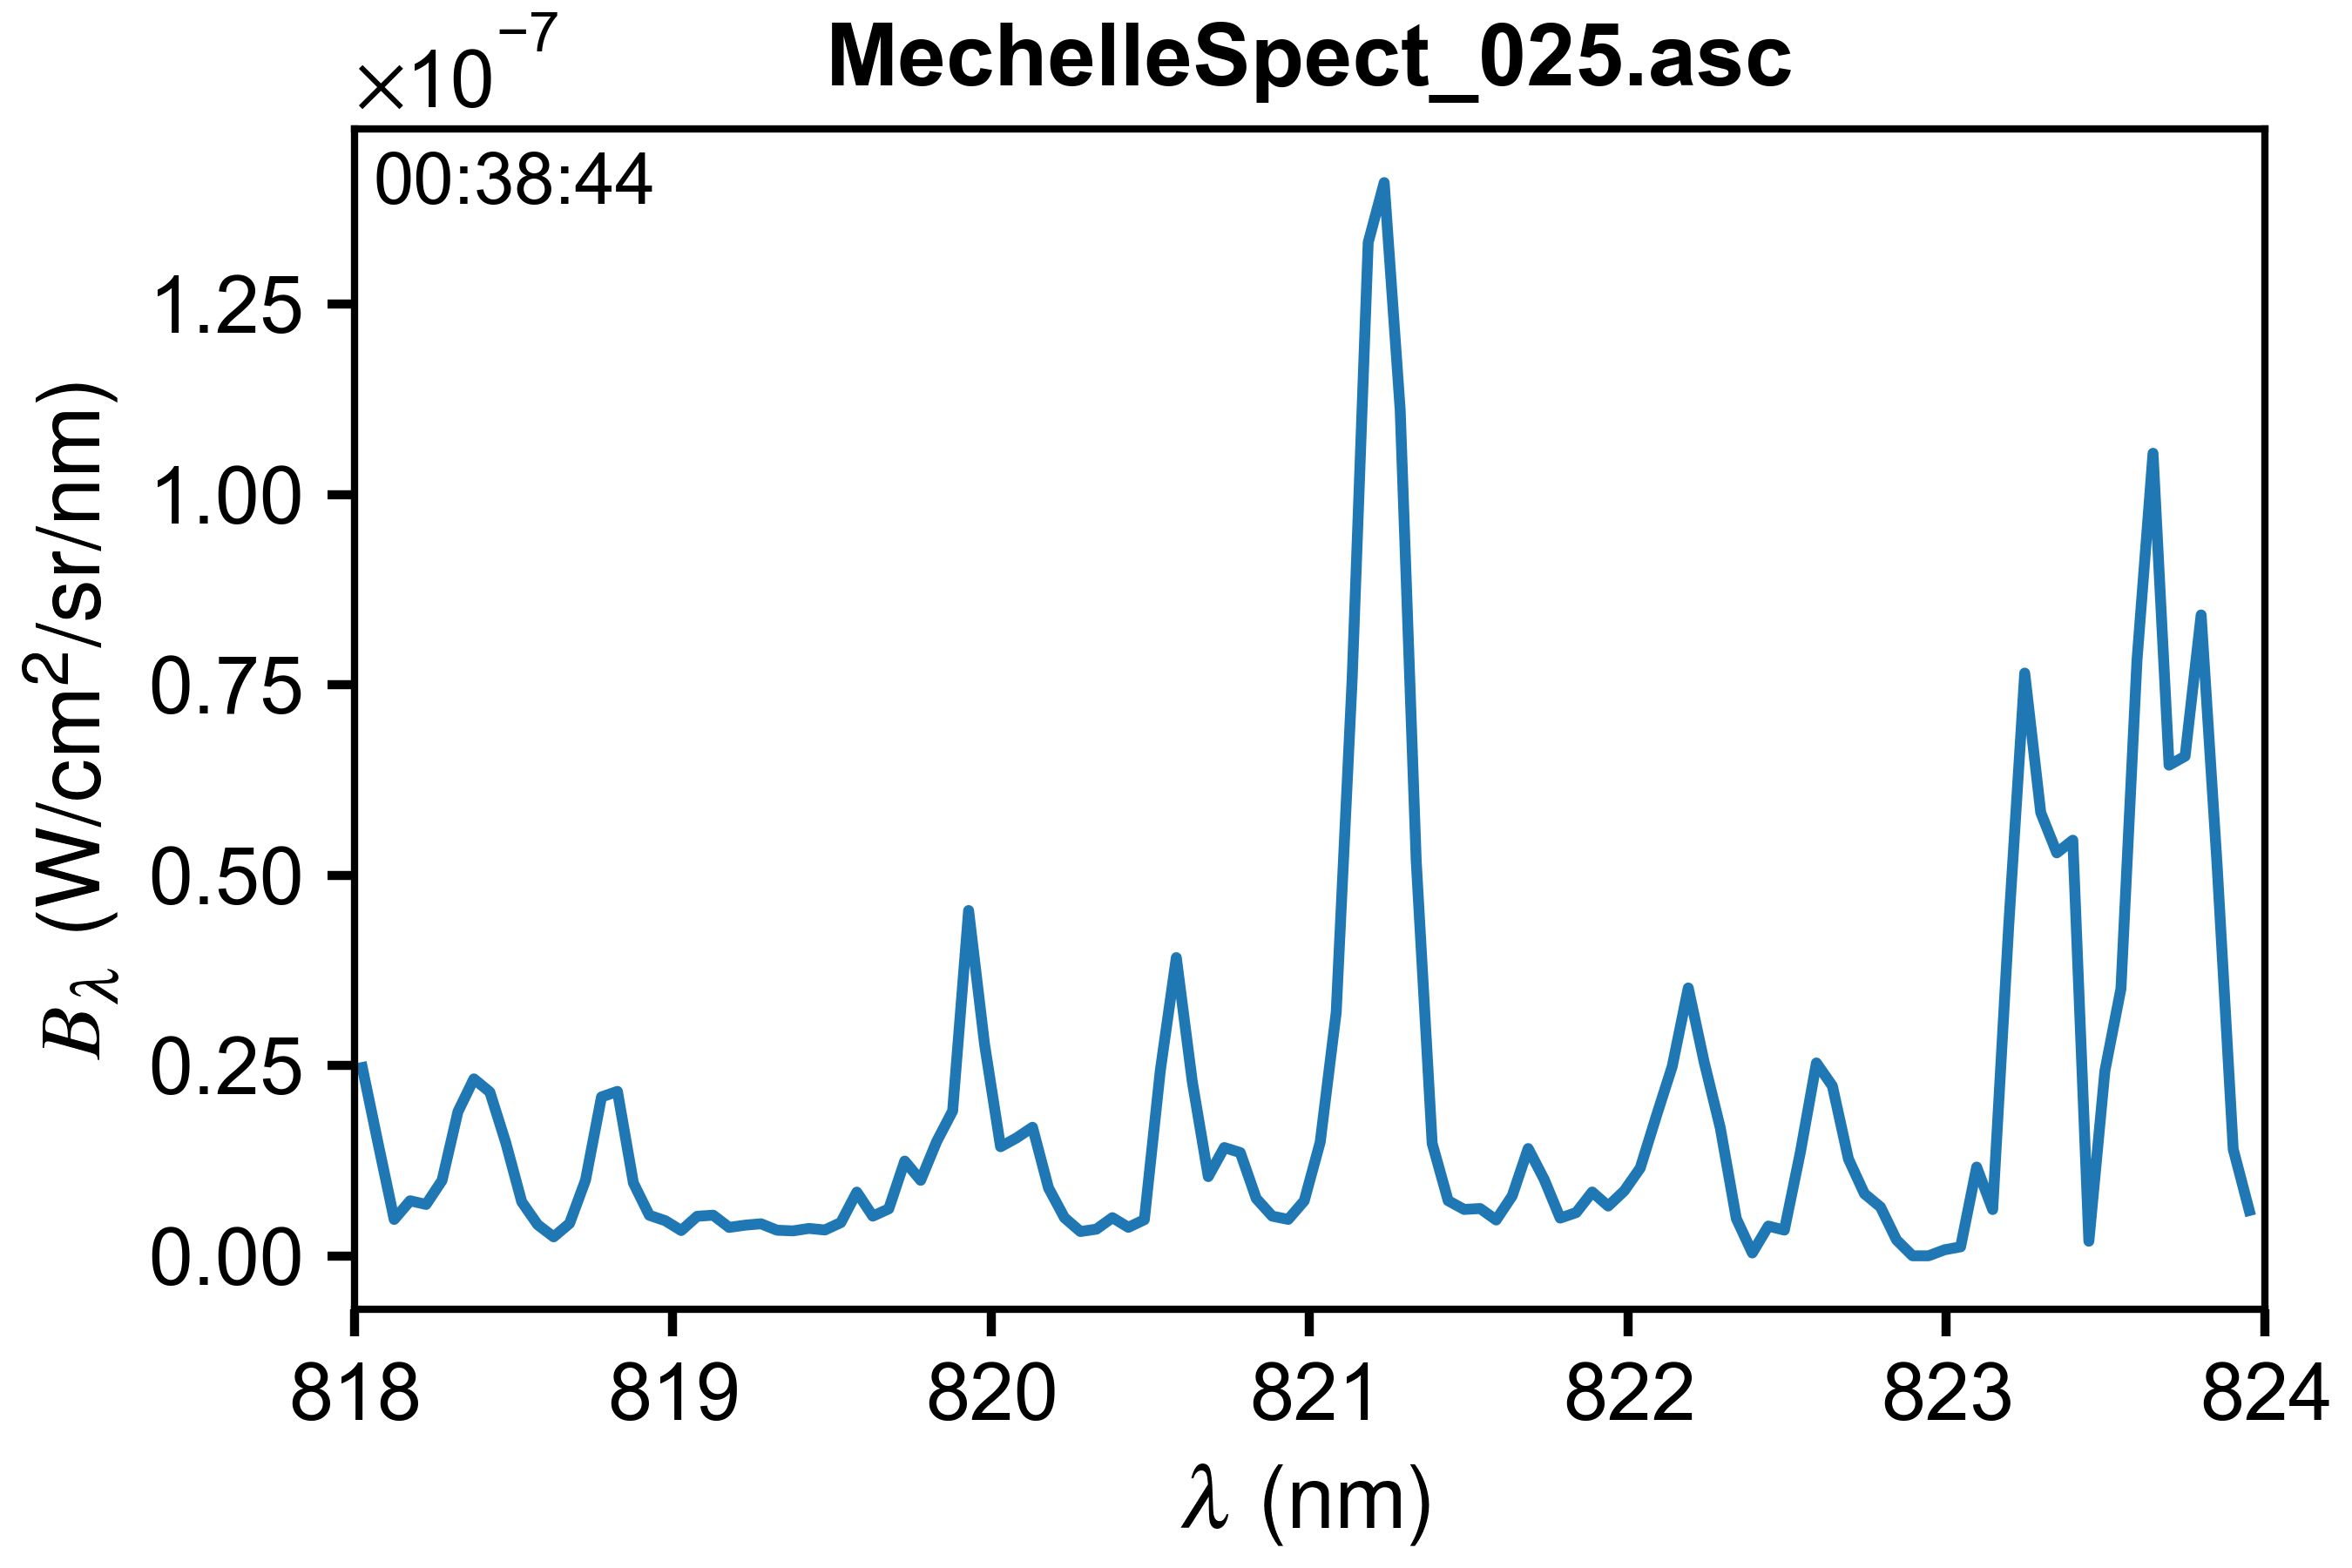 ×10⁻⁷
MechelleSpect_025.asc
00:38:44
1.25
1.00
0.75
0.50
0.25
0.00
B_λ (W/cm²/sr/nm)
818 819 820 821 822 823 824
λ (nm)